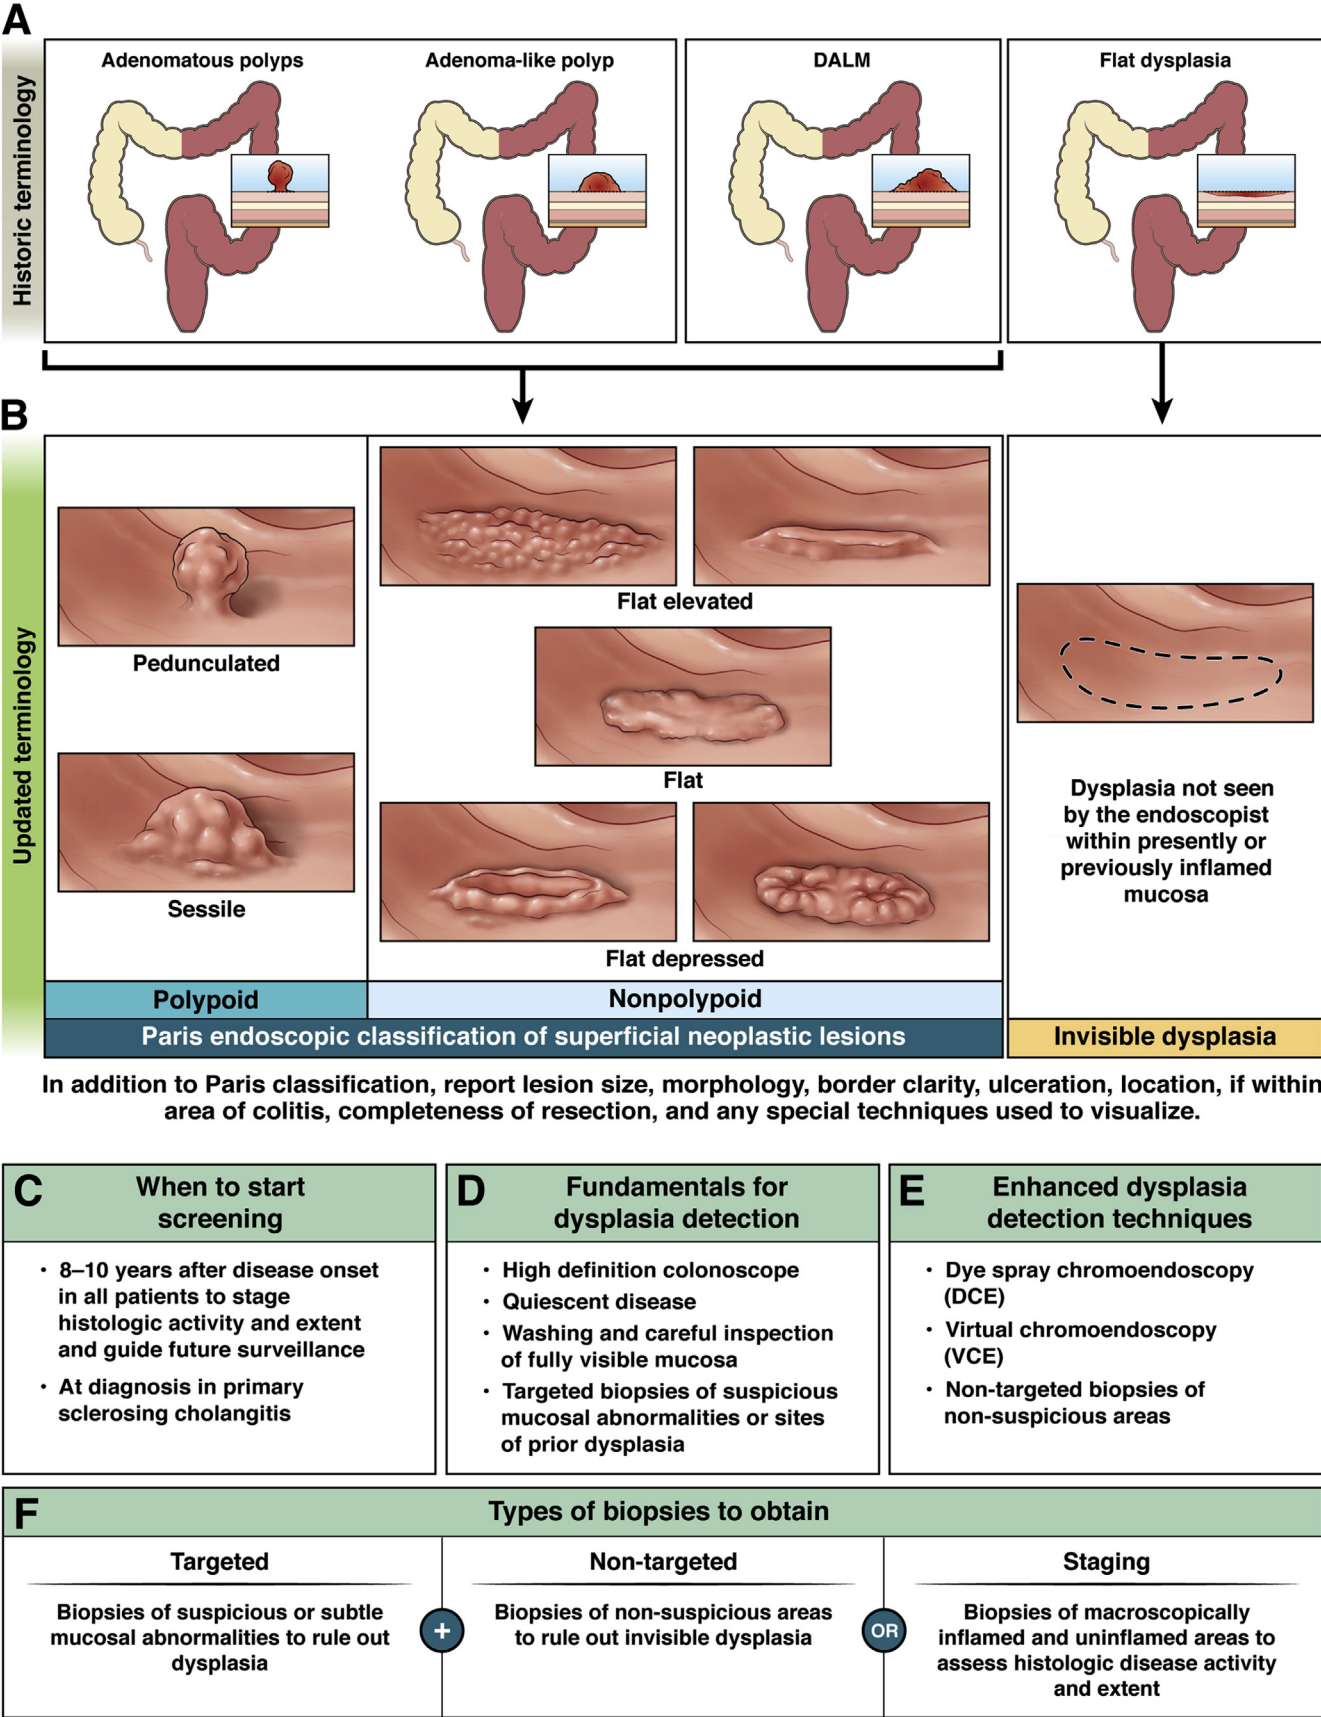 A
Historic terminology
Adenomatous polyps
Adenoma-like polyp
DALM
Flat dysplasia
B
Updated terminology
Pedunculated
Sessile
Flat elevated
Flat
Flat depressed
Dysplasia not seen
by the endoscopist
within presently or
previously inflamed
mucosa
Polypoid
Nonpolypoid
Paris endoscopic classification of superficial neoplastic lesions
Invisible dysplasia
In addition to Paris classification, report lesion size, morphology, border clarity, ulceration, location, if within
area of colitis, completeness of resection, and any special techniques used to visualize.
C
When to start
screening
• 8–10 years after disease onset
in all patients to stage
histologic activity and extent
and guide future surveillance
• At diagnosis in primary
sclerosing cholangitis
D
Fundamentals for
dysplasia detection
• High definition colonoscope
• Quiescent disease
• Washing and careful inspection
of fully visible mucosa
• Targeted biopsies of suspicious
mucosal abnormalities or sites
of prior dysplasia
E
Enhanced dysplasia
detection techniques
• Dye spray chromoendoscopy
(DCE)
• Virtual chromoendoscopy
(VCE)
• Non-targeted biopsies of
non-suspicious areas
F
Types of biopsies to obtain
Targeted
Biopsies of suspicious or subtle
mucosal abnormalities to rule out
dysplasia
+
Non-targeted
Biopsies of non-suspicious areas
to rule out invisible dysplasia
OR
Staging
Biopsies of macroscopically
inflamed and uninflamed areas to
assess histologic disease activity
and extent